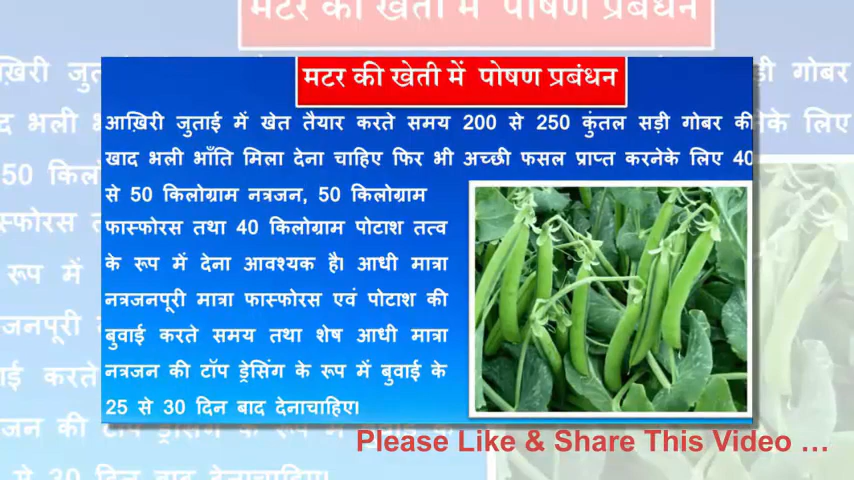 मटर की खेती में पोषण प्रबंधन
आख़िरी जुताई में खेत तैयार करते समय 200 से 250 कुंतल सड़ी गोबर की
खाद भली भाँति मिला देना चाहिए फिर भी अच्छी फसल प्राप्त करनेके लिए 40
से 50 किलोग्राम नत्रजन, 50 किलोग्राम
फास्फोरस तथा 40 किलोग्राम पोटाश तत्व
के रूप में देना आवश्यक है। आधी मात्रा
नत्रजनपूरी मात्रा फास्फोरस एवं पोटाश की
बुवाई करते समय तथा शेष आधी मात्रा
नत्रजन की टॉप ड्रेसिंग के रूप में बुवाई के
25 से 30 दिन बाद देनाचाहिए।
Please Like & Share This Video ...